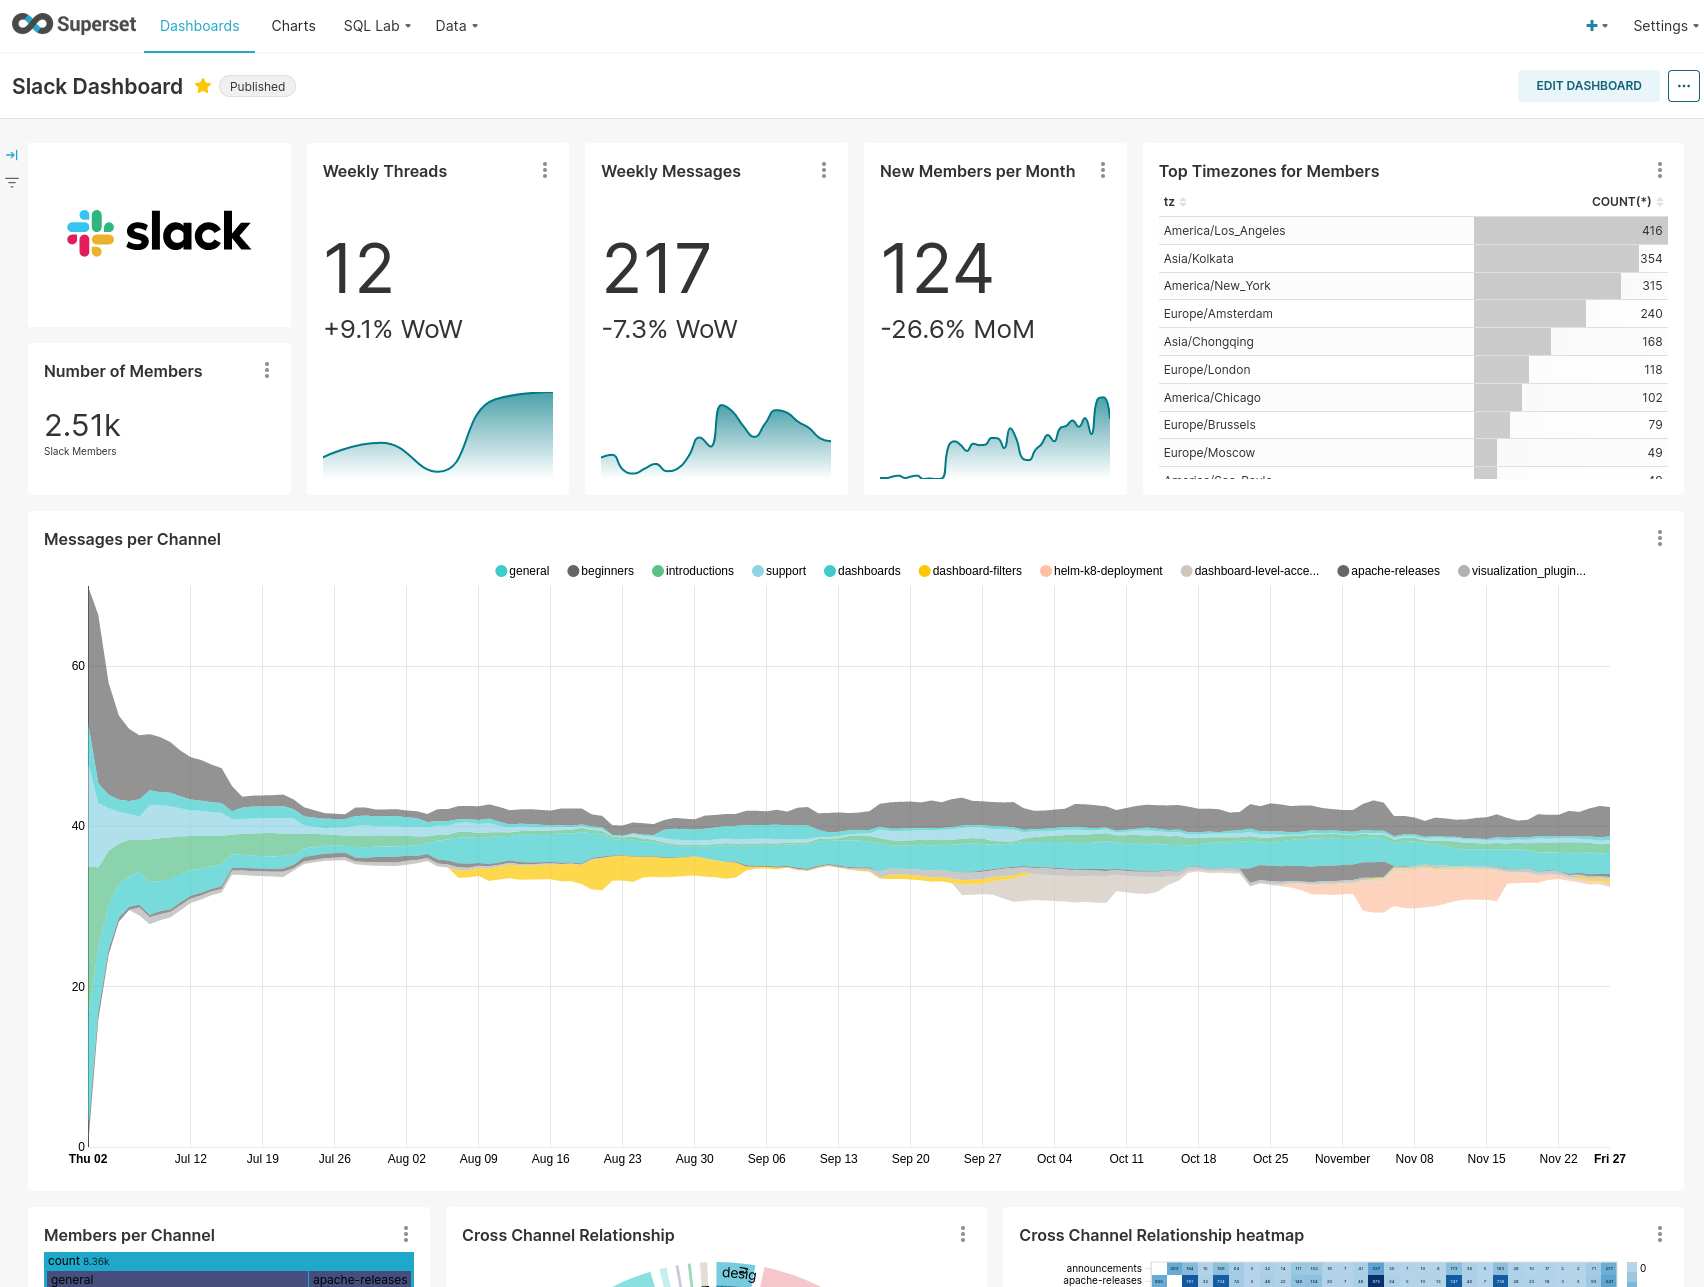 Superset Dashboards Charts SQL Lab Data Settings
Slack Dashboard Published EDIT DASHBOARD
slack
Number of Members
2.51k
Slack Members
Weekly Threads
12
+9.1% WoW
Weekly Messages
217
-7.3% WoW
New Members per Month
124
-26.6% MoM
Top Timezones for Members
tz COUNT(*)
America/Los_Angeles 416
Asia/Kolkata 354
America/New_York 315
Europe/Amsterdam 240
Asia/Chongqing 168
Europe/London 118
America/Chicago 102
Europe/Brussels 79
Europe/Moscow 49
Messages per Channel
general beginners introductions support dashboards dashboard-filters helm-k8-deployment dashboard-level-acce... apache-releases visualization_plugin...
60
40
20
0
Thu 02 Jul 12 Jul 19 Jul 26 Aug 02 Aug 09 Aug 16 Aug 23 Aug 30 Sep 06 Sep 13 Sep 20 Sep 27 Oct 04 Oct 11 Oct 18 Oct 25 November Nov 08 Nov 15 Nov 22 Fri 27
Members per Channel
count 8.36k
general apache-releases
Cross Channel Relationship
desig
Cross Channel Relationship heatmap
announcements
apache-releases
0